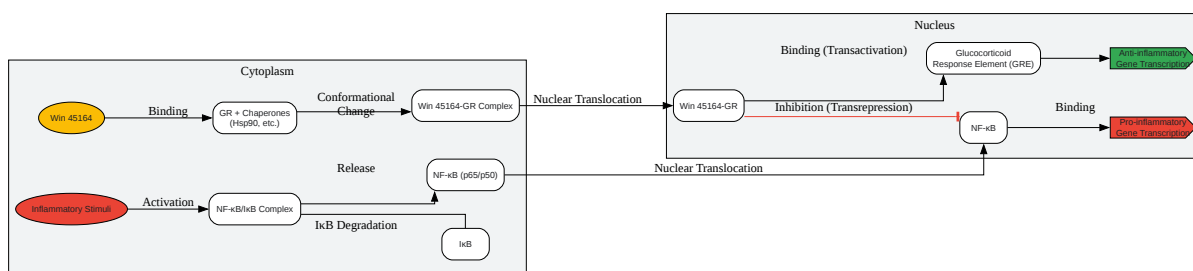 Nucleus
Binding (Transactivation)
Glucocorticoid
Response Element (GRE)
Anti-inflammatory
Gene Transcription
Cytoplasm
Win 45164
Binding
GR + Chaperones
(Hsp90, etc.)
Conformational
Change
Win 45164-GR Complex
Nuclear Translocation
Win 45164-GR
Inhibition (Transrepression)
NF-κB
Binding
Pro-inflammatory
Gene Transcription
Release
NF-κB (p65/p50)
Nuclear Translocation
Inflammatory Stimuli
Activation
NF-κB/IκB Complex
IκB Degradation
IκB